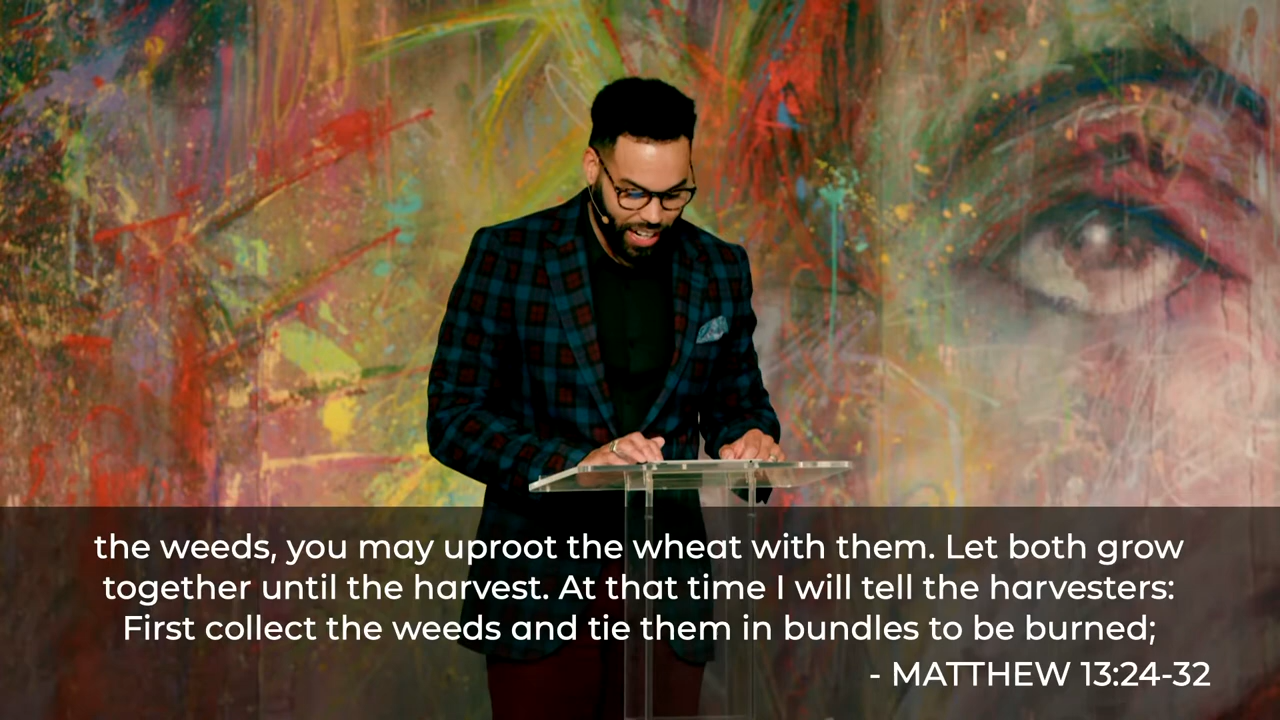 the weeds, you may uproot the wheat with them. Let both grow
together until the harvest. At that time I will tell the harvesters:
First collect the weeds and tie them in bundles to be burned;
- MATTHEW 13:24-32